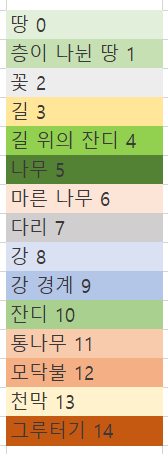 땅 0
층이 나뉜 땅 1
꽃 2
길 3
길 위의 잔디 4
나무 5
마른 나무 6
다리 7
강 8
강 경계 9
잔디 10
통나무 11
모닥불 12
천막 13
그루터기 14